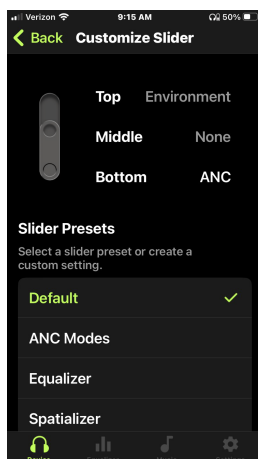 Verizon 9:15 AM 50%
Back Customize Slider
Top Environment
Middle None
Bottom ANC
Slider Presets
Select a slider preset or create a
custom setting.
Default
ANC Modes
Equalizer
Spatializer